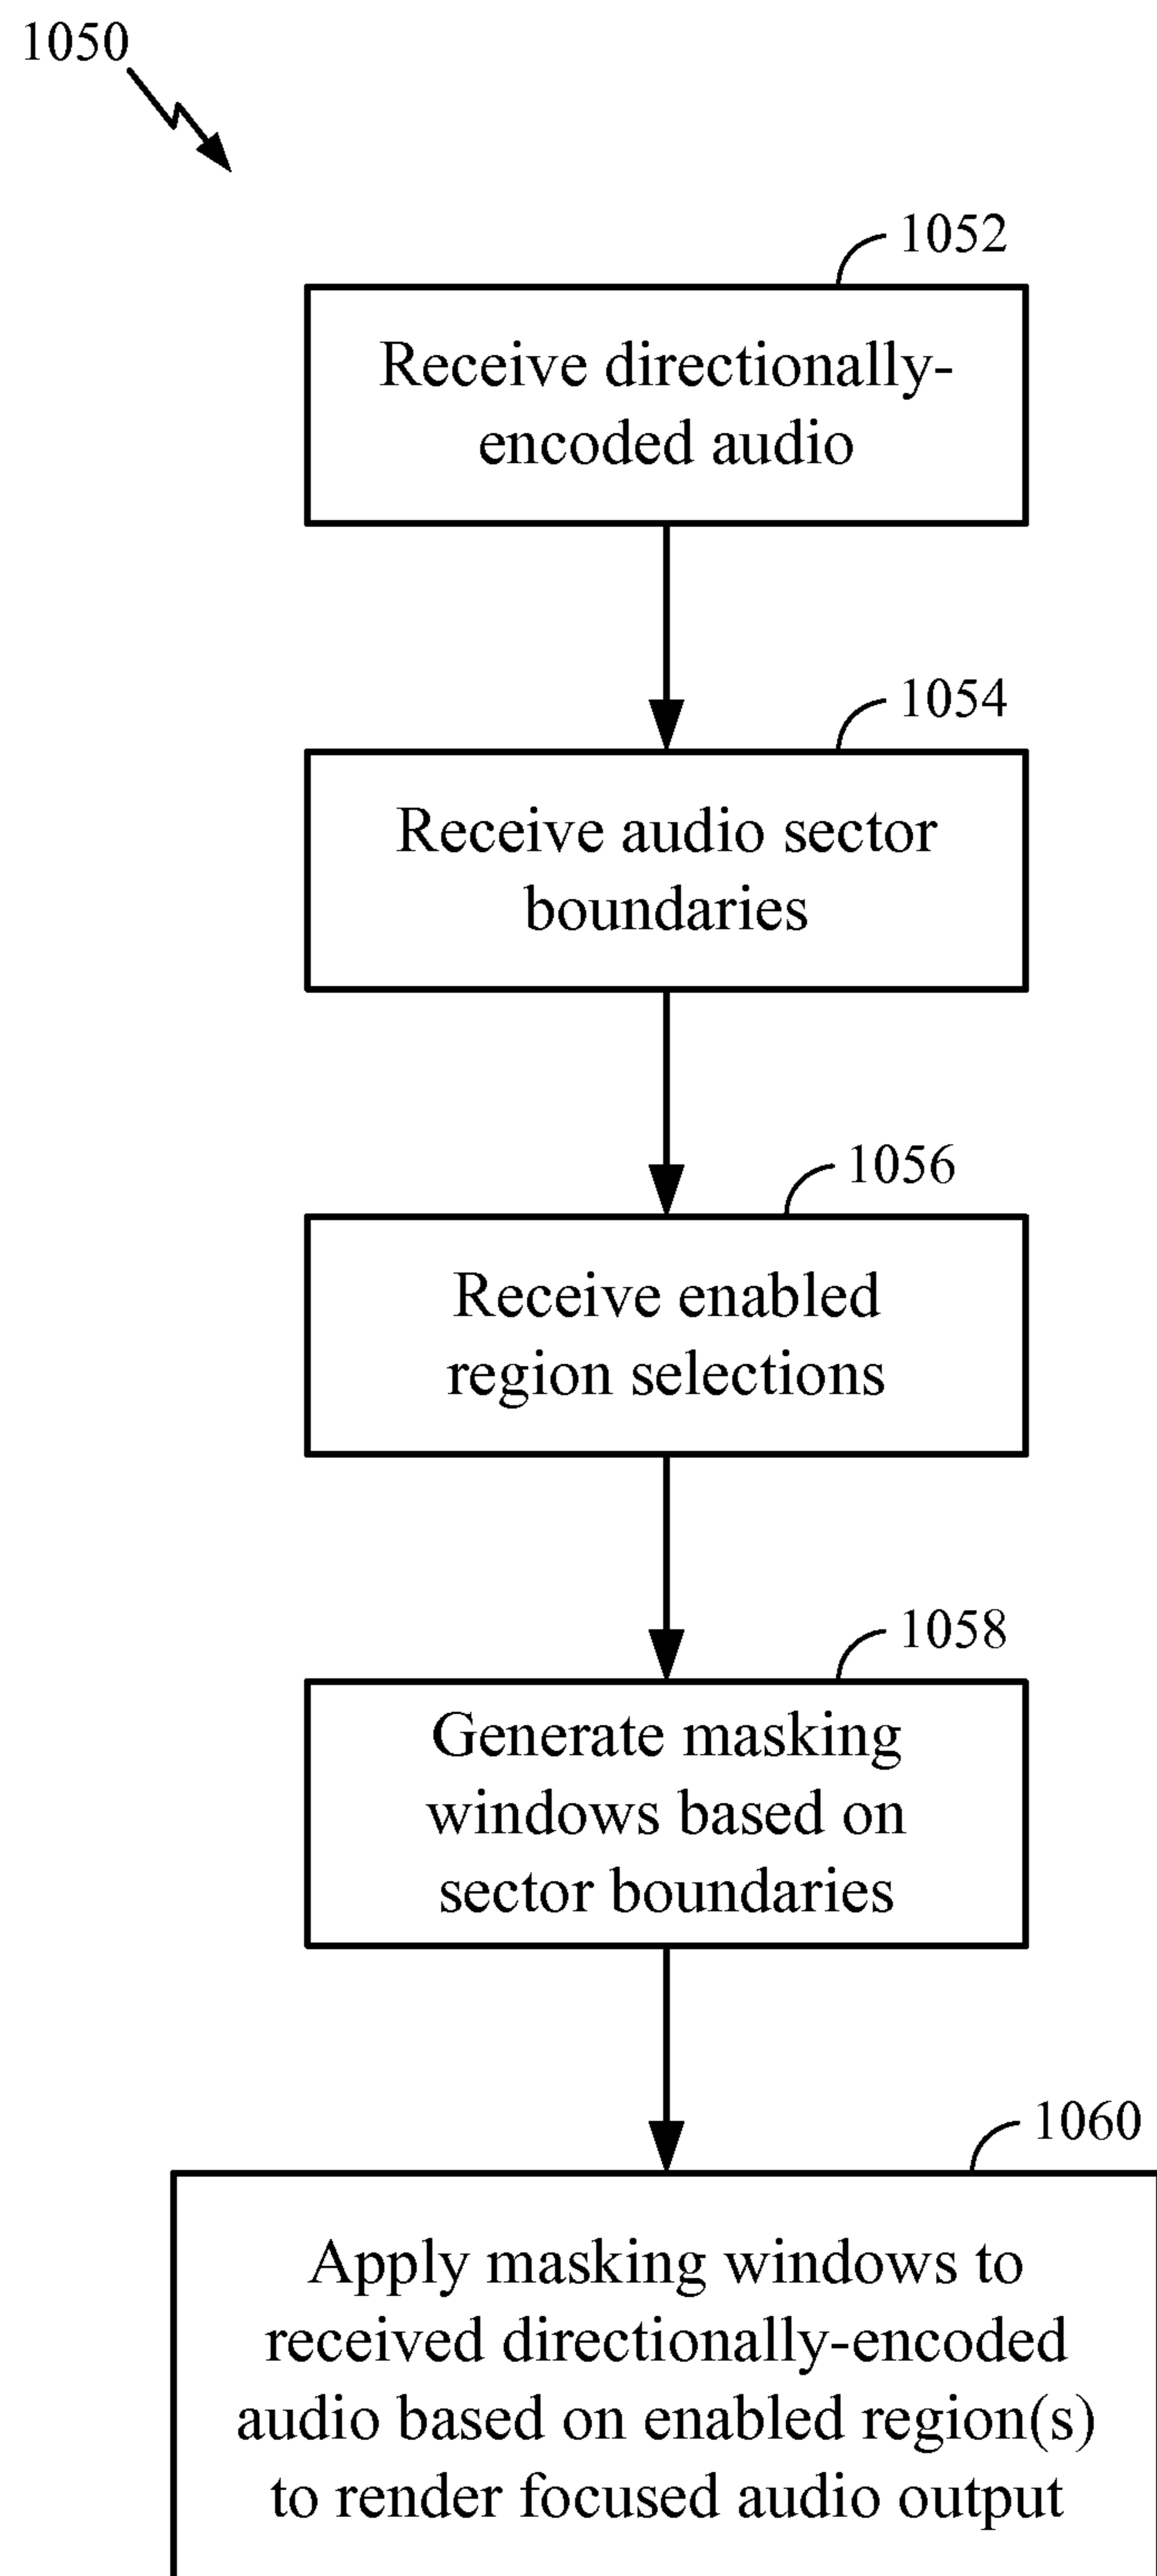 1050
1052
Receive directionally-
encoded audio
1054
Receive audio sector
boundaries
1056
Receive enabled
region selections
1058
Generate masking
windows based on
sector boundaries
1060
Apply masking windows to
received directionally-encoded
audio based on enabled region(s)
to render focused audio output